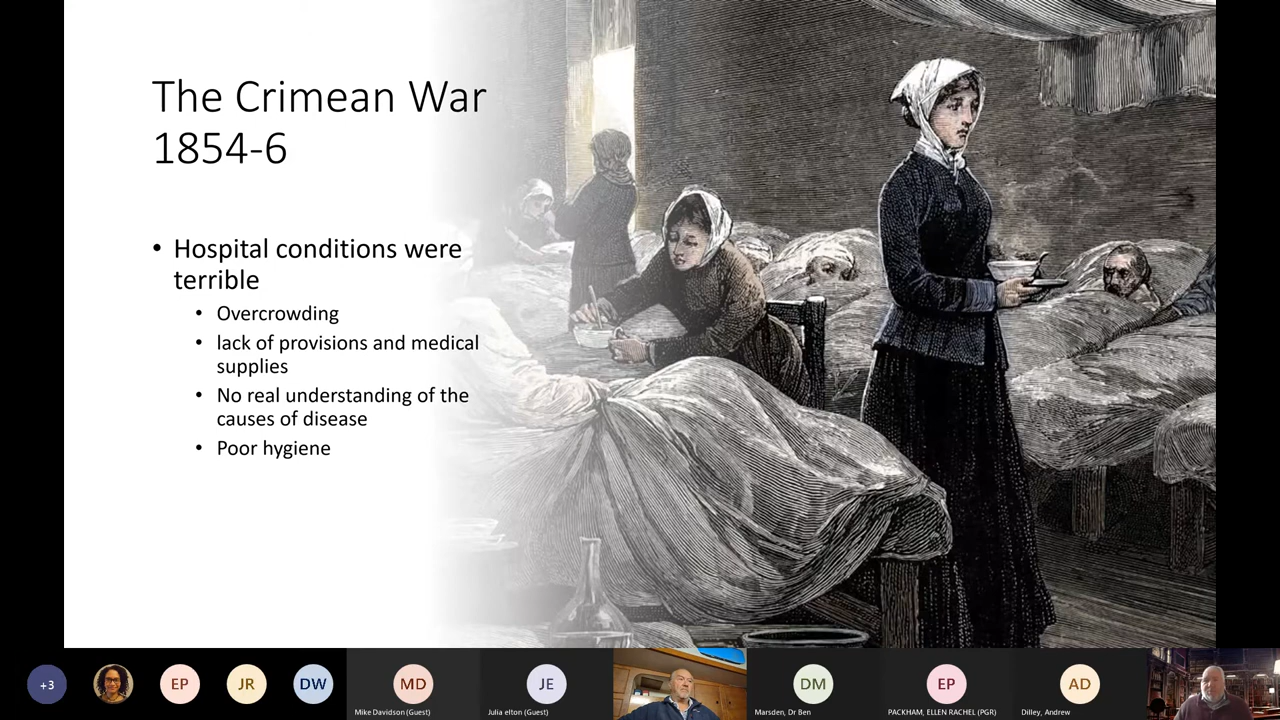 The Crimean War
1854-6
• Hospital conditions were
terrible
• Overcrowding
• lack of provisions and medical
supplies
• No real understanding of the
causes of disease
• Poor hygiene
+3
EP
JR
DW
MD
JE
DM
EP
AD
Mike Davidson (Guest)
Julia elton (Guest)
Marsden, Dr Ben
PACKHAM, ELLEN RACHEL (PGR)
Dilley, Andrew